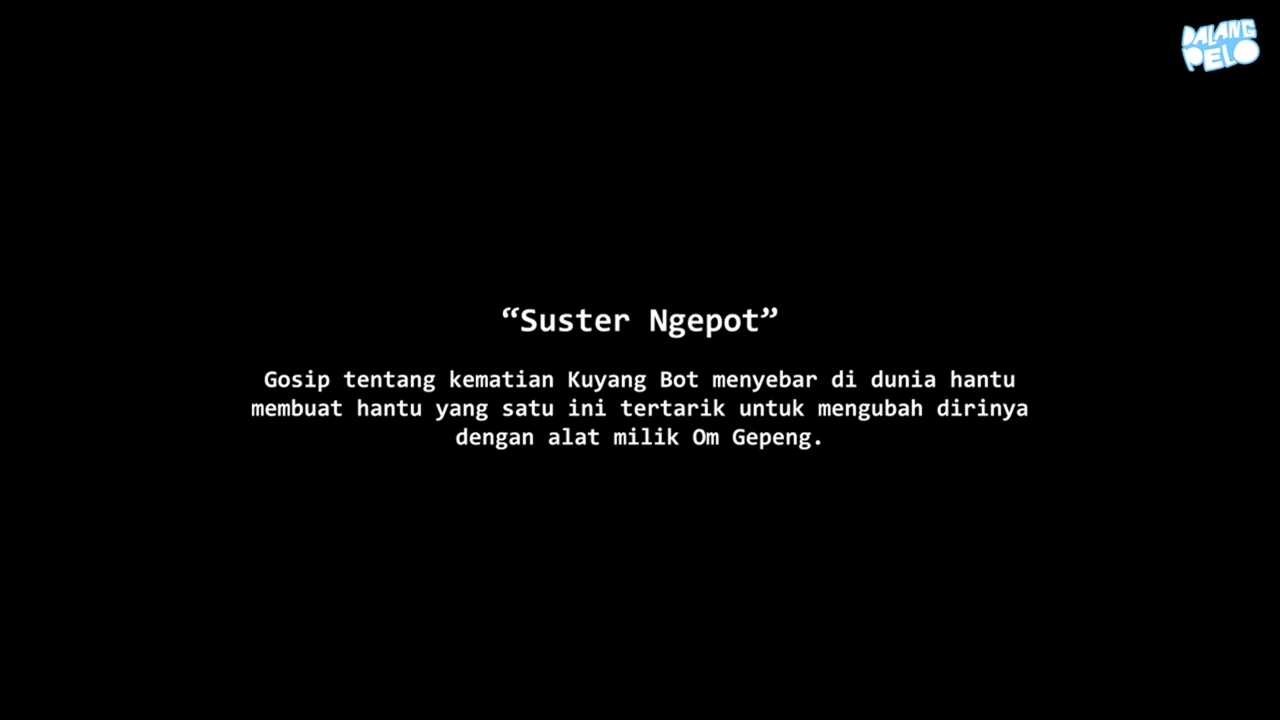 DALANG
PELO
“Suster Ngepot”
Gosip tentang kematian Kuyang Bot menyebar di dunia hantu
membuat hantu yang satu ini tertarik untuk mengubah dirinya
dengan alat milik Om Gepeng.